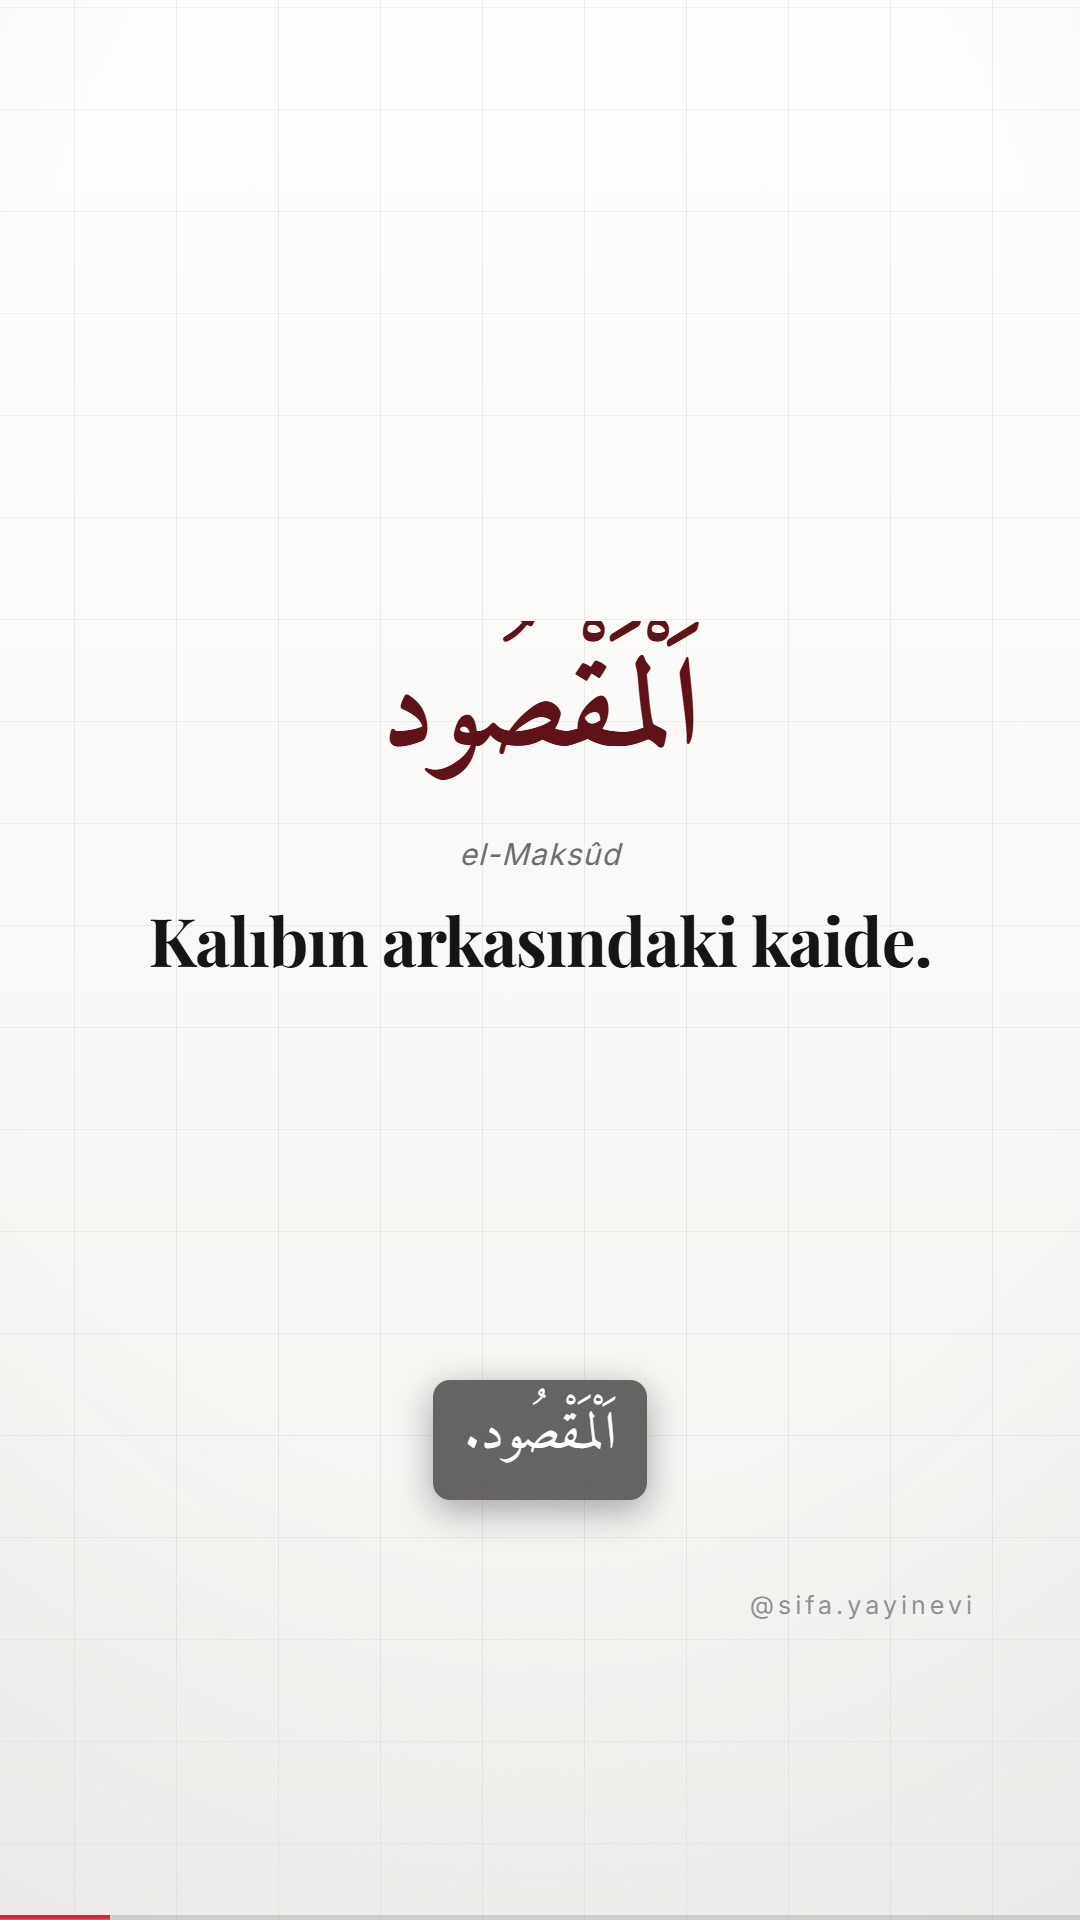 اَلْمَقْصُود
el-Maksûd
Kalıbın arkasındaki kaide.
اَلْمَقْصُود.
@sifa.yayinevi